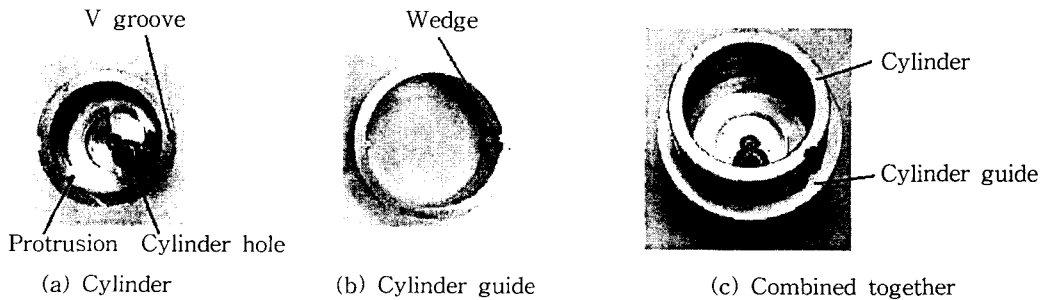 V groove
Wedge
Cylinder
Cylinder guide
Protrusion
Cylinder hole
(a) Cylinder
(b) Cylinder guide
(c) Combined together